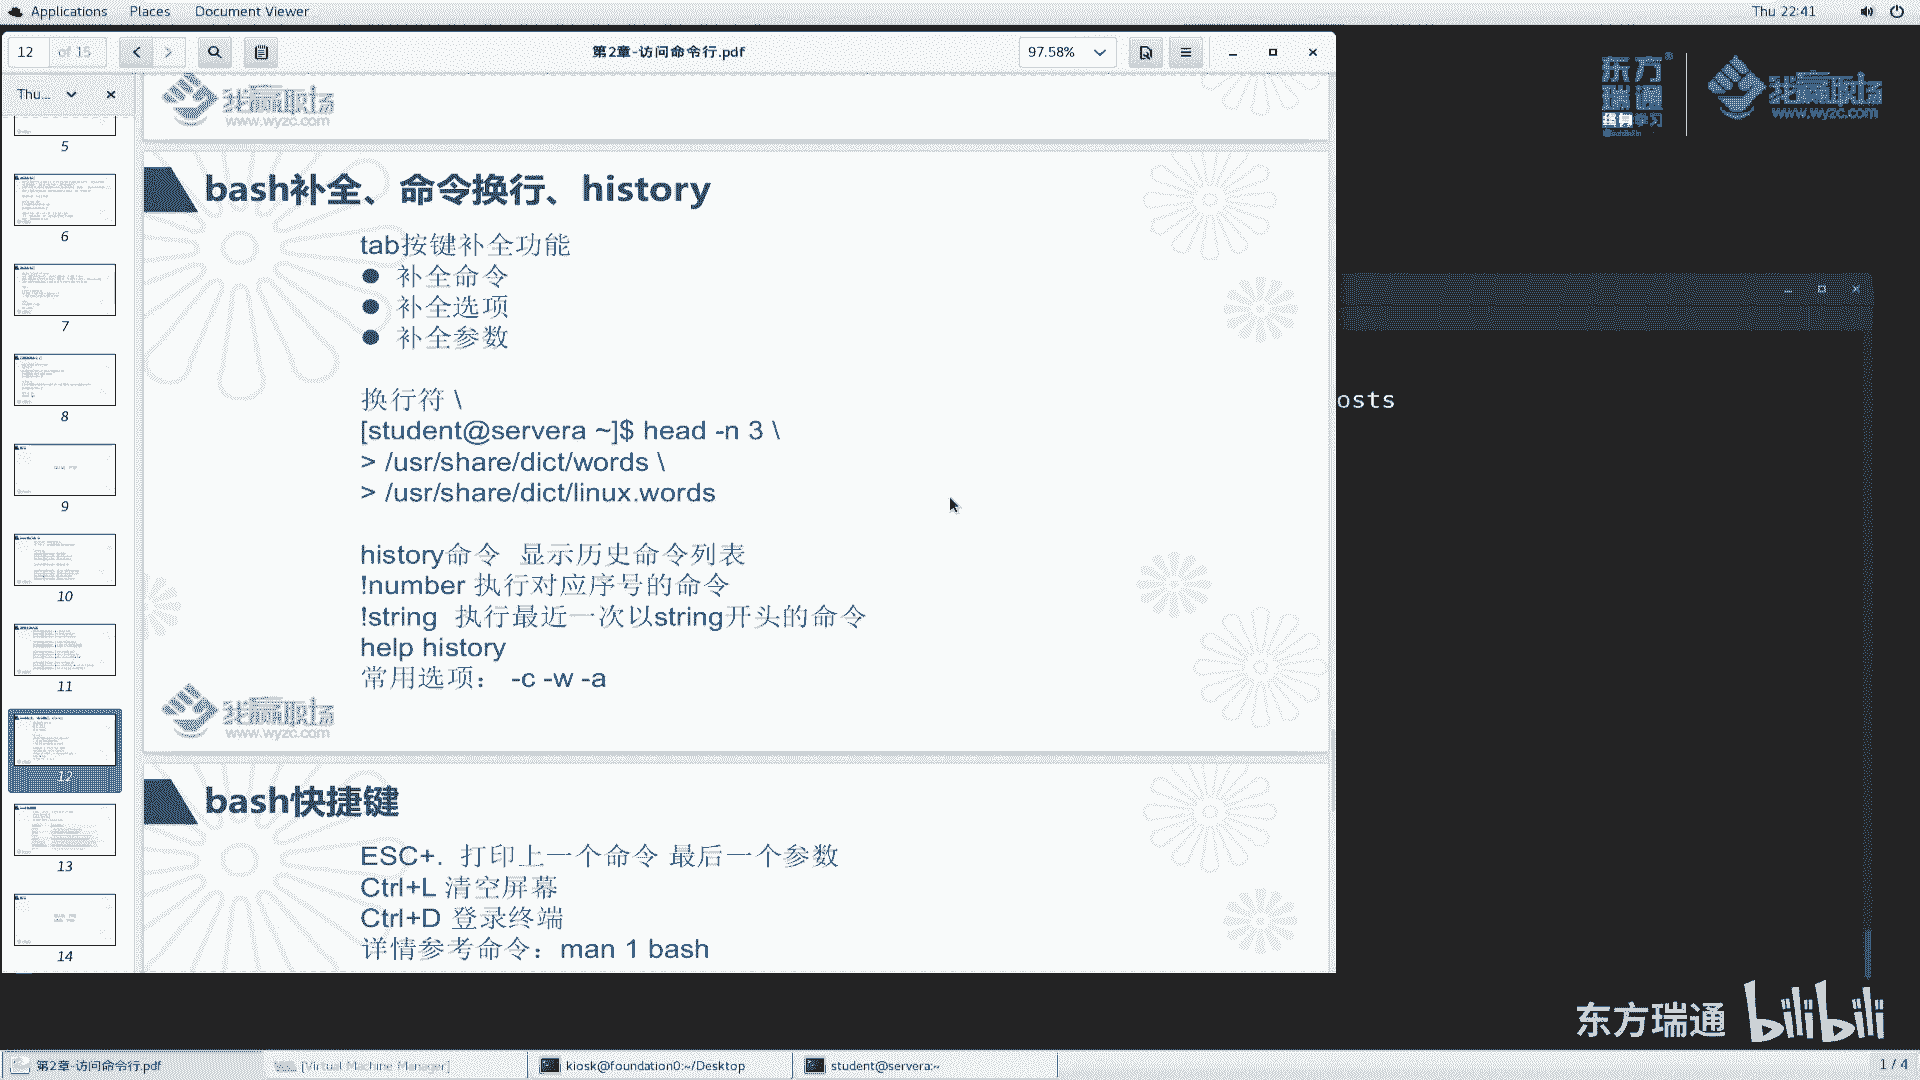 Applications Places Document Viewer
Thu 22:41
12 of 15
第2章-访问命令行.pdf
97.58%
Thu...
5
6
7
8
9
10
11
12
13
14
我赢职场
www.wyzc.com
bash补全、命令换行、history
tab按键补全功能
● 补全命令
● 补全选项
● 补全参数
换行符 \
[student@servera ~]$ head -n 3 \
> /usr/share/dict/words \
> /usr/share/dict/linux.words
history命令 显示历史命令列表
!number 执行对应序号的命令
!string 执行最近一次以string开头的命令
help history
常用选项： -c -w -a
我赢职场
www.wyzc.com
bash快捷键
ESC+. 打印上一个命令 最后一个参数
Ctrl+L 清空屏幕
Ctrl+D 登录终端
详情参考命令：man 1 bash
东方
瑞通
终身学习
我赢职场
www.wyzc.com
osts
东方瑞通 bilibili
第2章-访问命令行.pdf
[Virtual Machine Manager]
kiosk@foundation0:~/Desktop
student@servera:~
1 / 4